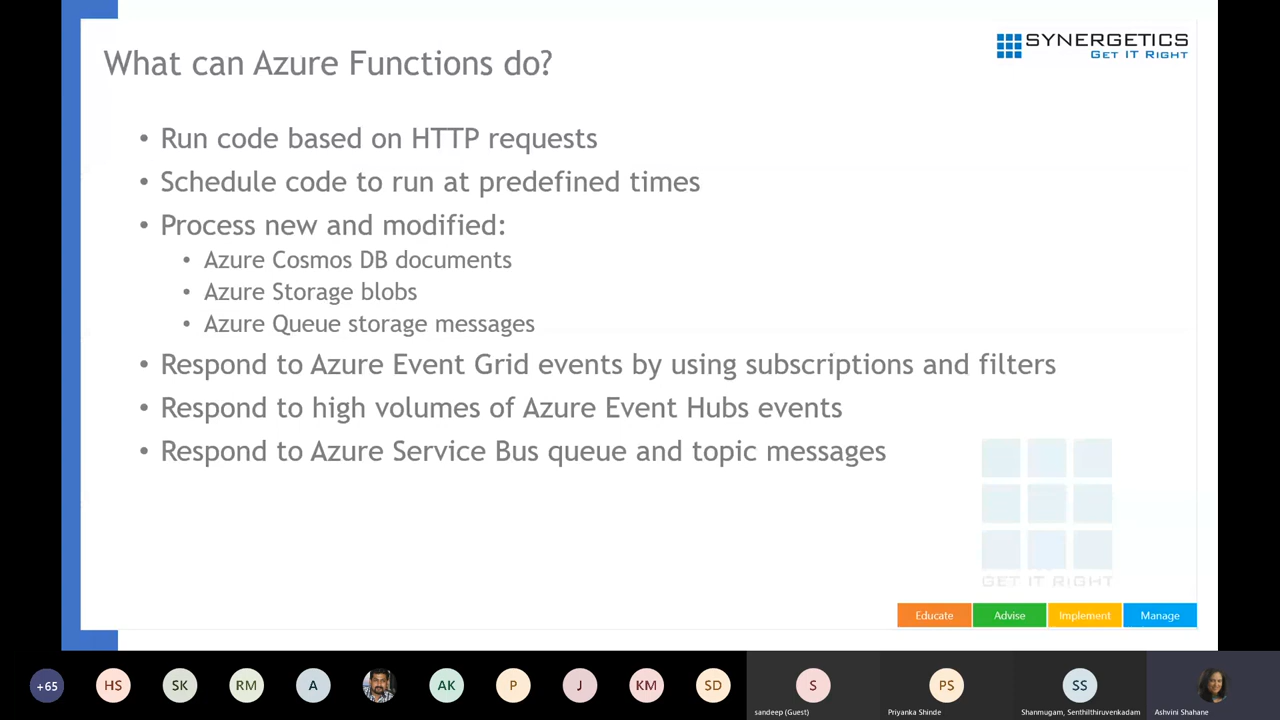 What can Azure Functions do?
SYNERGETICS
GET IT RIGHT
• Run code based on HTTP requests
• Schedule code to run at predefined times
• Process new and modified:
• Azure Cosmos DB documents
• Azure Storage blobs
• Azure Queue storage messages
• Respond to Azure Event Grid events by using subscriptions and filters
• Respond to high volumes of Azure Event Hubs events
• Respond to Azure Service Bus queue and topic messages
GET IT RIGHT
Educate Advise Implement Manage
+65 HS SK RM A AK P J KM SD S PS SS
sandeep (Guest) Priyanka Shinde Shanmugam, Senthilthiruvenkadam Ashvini Shahane